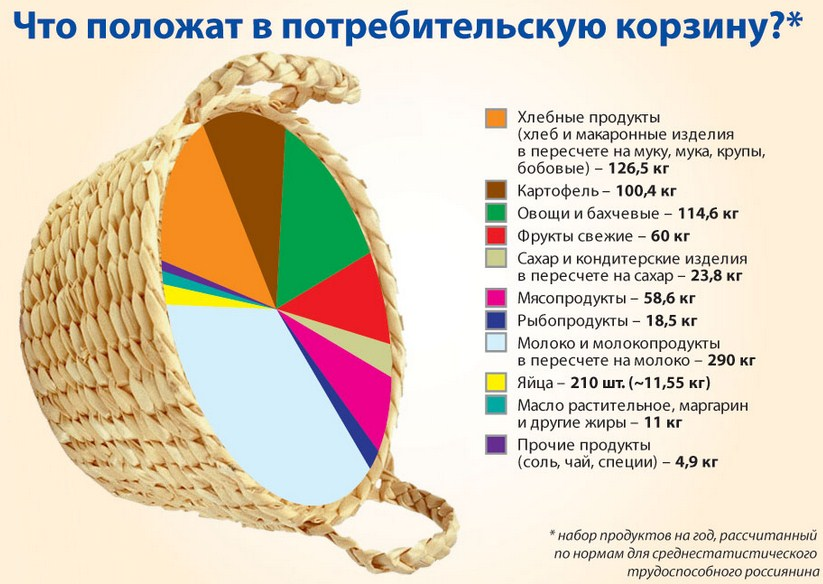 Что положат в потребительскую корзину?*
Хлебные продукты
(хлеб и макаронные изделия
в пересчете на муку, мука, крупы,
бобовые) – 126,5 кг
Картофель – 100,4 кг
Овощи и бахчевые – 114,6 кг
Фрукты свежие – 60 кг
Сахар и кондитерские изделия
в пересчете на сахар – 23,8 кг
Мясопродукты – 58,6 кг
Рыбопродукты – 18,5 кг
Молоко и молокопродукты
в пересчете на молоко – 290 кг
Яйца – 210 шт. (~11,55 кг)
Масло растительное, маргарин
и другие жиры – 11 кг
Прочие продукты
(соль, чай, специи) – 4,9 кг
* набор продуктов на год, рассчитанный
по нормам для среднестатистического
трудоспособного россиянина